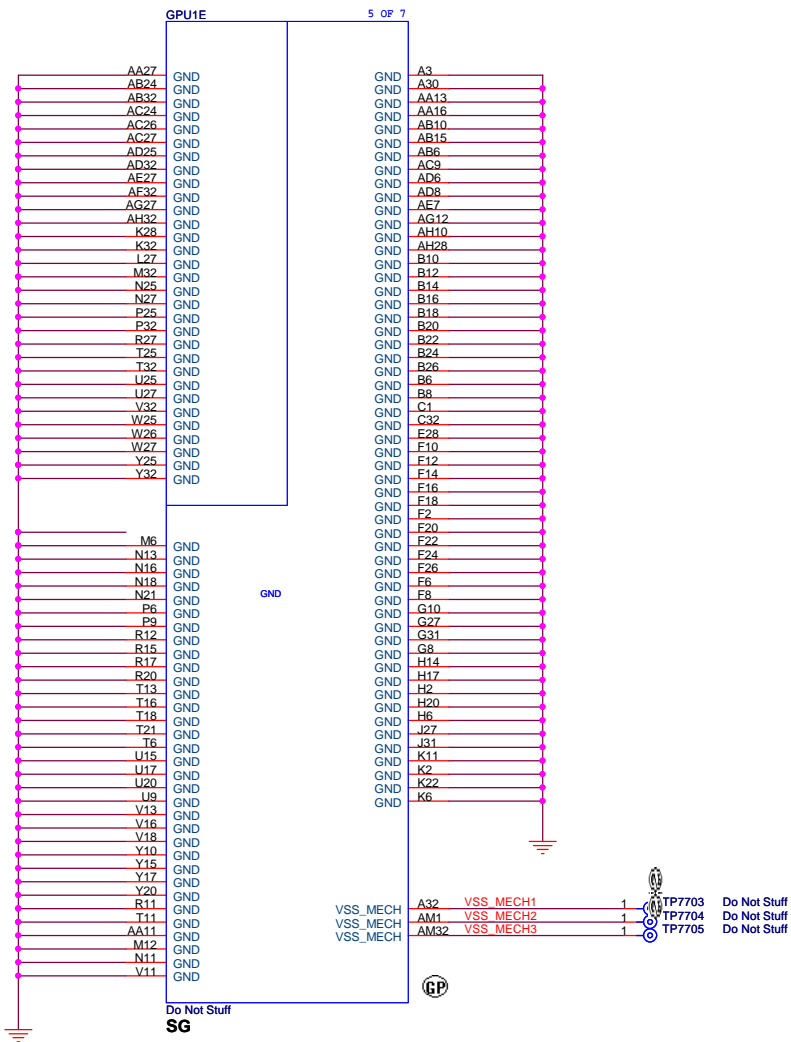 GPU1E 5 OF 7
AA27 GND GND A3
AB24 GND GND A30
AB32 GND GND AA13
AC24 GND GND AA16
AC26 GND GND AB10
AC27 GND GND AB15
AD25 GND GND AB6
AD32 GND GND AC9
AE27 GND GND AD6
AF32 GND GND AD8
AG27 GND GND AE7
AH32 GND GND AG12
K28 GND GND AH10
K32 GND GND AH28
L27 GND GND B10
M32 GND GND B12
N25 GND GND B14
N27 GND GND B16
P25 GND GND B18
P32 GND GND B20
R27 GND GND B22
T25 GND GND B24
T32 GND GND B26
U25 GND GND B6
U27 GND GND B8
V32 GND GND C1
W25 GND GND C32
W26 GND GND E28
W27 GND GND F10
Y25 GND GND F12
Y32 GND GND F14
GND F16
GND F18
GND F2
GND F20
M6 GND GND F22
N13 GND GND F24
N16 GND GND F26
N18 GND GND F6
N21 GND GND GND F8
P6 GND GND G10
P9 GND GND G27
R12 GND GND G31
R15 GND GND G8
R17 GND GND H14
R20 GND GND H17
T13 GND GND H2
T16 GND GND H20
T18 GND GND H6
T21 GND GND J27
T6 GND GND J31
U15 GND GND K11
U17 GND GND K2
U20 GND GND K22
U9 GND GND K6
V13 GND
V16 GND
V18 GND
Y10 GND
Y15 GND
Y17 GND
Y20 GND
R11 GND VSS_MECH A32 VSS_MECH1 1 TP7703 Do Not Stuff
T11 GND VSS_MECH AM1 VSS_MECH2 1 TP7704 Do Not Stuff
AA11 GND VSS_MECH AM32 VSS_MECH3 1 TP7705 Do Not Stuff
M12 GND
N11 GND
V11 GND
GP
Do Not Stuff
SG